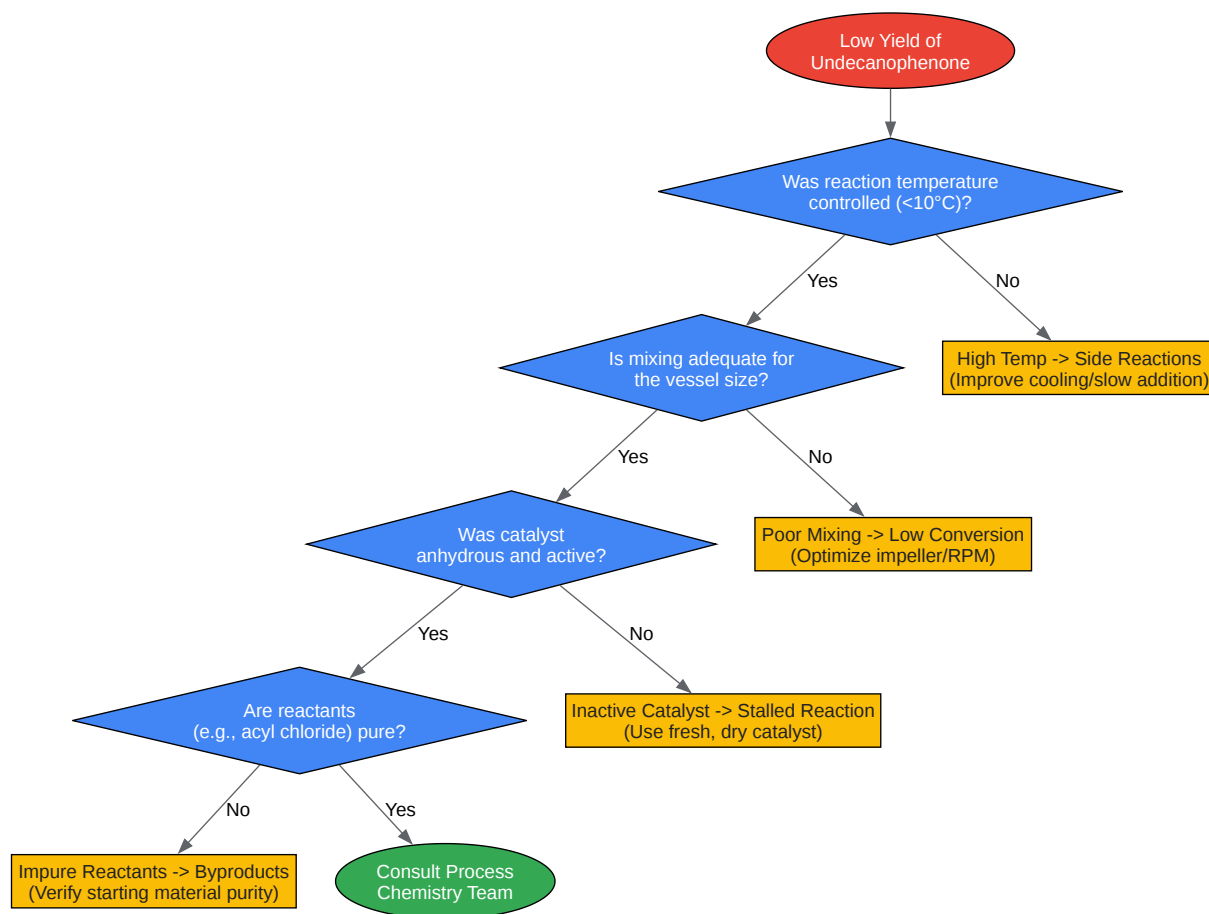 Low Yield of
Undecanophenone
Was reaction temperature
controlled (<10°C)?
Yes
No
Is mixing adequate for
the vessel size?
High Temp -> Side Reactions
(Improve cooling/slow addition)
Yes
No
Was catalyst
anhydrous and active?
Poor Mixing -> Low Conversion
(Optimize impeller/RPM)
Yes
No
Are reactants
(e.g., acyl chloride) pure?
Inactive Catalyst -> Stalled Reaction
(Use fresh, dry catalyst)
No
Yes
Impure Reactants -> Byproducts
(Verify starting material purity)
Consult Process
Chemistry Team